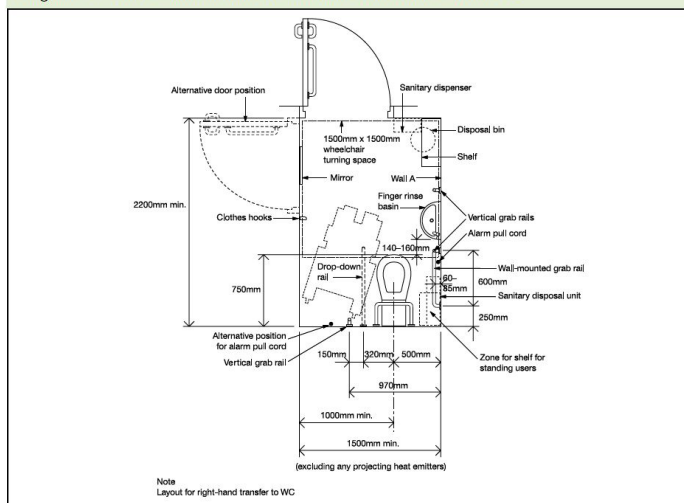 Alternative door position
Sanitary dispenser
Disposal bin
1500mm x 1500mm
wheelchair
turning space
Shelf
Mirror
Wall A
2200mm min.
Finger rinse
basin
Vertical grab rails
Clothes hooks
Alarm pull cord
140–160mm
Drop-down
rail
60–
85mm
Wall-mounted grab rail
600mm
750mm
Sanitary disposal unit
250mm
Alternative position
for alarm pull cord
Vertical grab rail
150mm
320mm
500mm
Zone for shelf for
standing users
970mm
1000mm min.
1500mm min.
(excluding any projecting heat emitters)
Note
Layout for right-hand transfer to WC